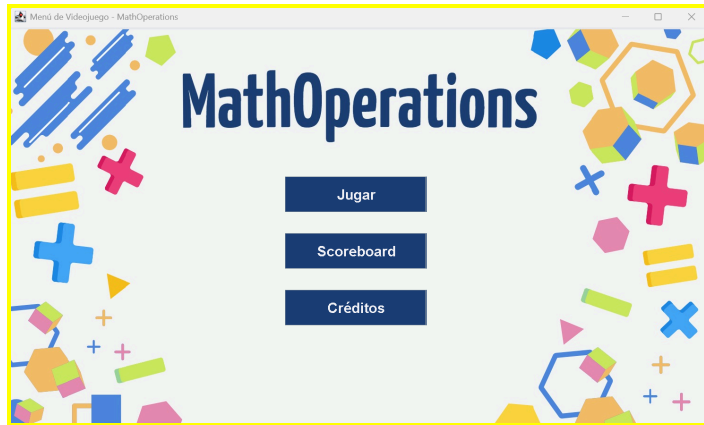 Menú de Videojuego - MathOperations
MathOperations
Jugar
Scoreboard
Créditos